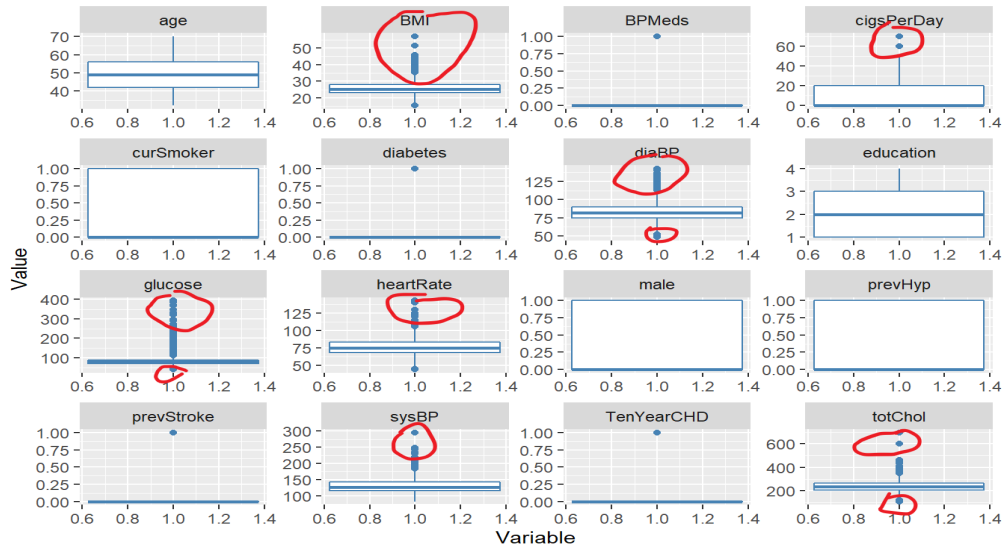 age
70
60
50
40
0.6 0.8 1.0 1.2 1.4
BMI
50
40
30
20
0.6 0.8 1.0 1.2 1.4
BPMeds
1.00
0.75
0.50
0.25
0.00
0.6 0.8 1.0 1.2 1.4
cigsPerDay
60
40
20
0
0.6 0.8 1.0 1.2 1.4
curSmoker
1.00
0.75
0.50
0.25
0.00
0.6 0.8 1.0 1.2 1.4
diabetes
1.00
0.75
0.50
0.25
0.00
0.6 0.8 1.0 1.2 1.4
diaBP
125
100
75
50
0.6 0.8 1.0 1.2 1.4
education
4
3
2
1
0.6 0.8 1.0 1.2 1.4
Value
glucose
400
300
200
100
0.6 0.8 1.0 1.2 1.4
heartRate
125
100
75
50
0.6 0.8 1.0 1.2 1.4
male
1.00
0.75
0.50
0.25
0.00
0.6 0.8 1.0 1.2 1.4
prevHyp
1.00
0.75
0.50
0.25
0.00
0.6 0.8 1.0 1.2 1.4
prevStroke
1.00
0.75
0.50
0.25
0.00
0.6 0.8 1.0 1.2 1.4
sysBP
300
250
200
150
100
0.6 0.8 1.0 1.2 1.4
TenYearCHD
1.00
0.75
0.50
0.25
0.00
0.6 0.8 1.0 1.2 1.4
totChol
600
400
200
0.6 0.8 1.0 1.2 1.4
Variable